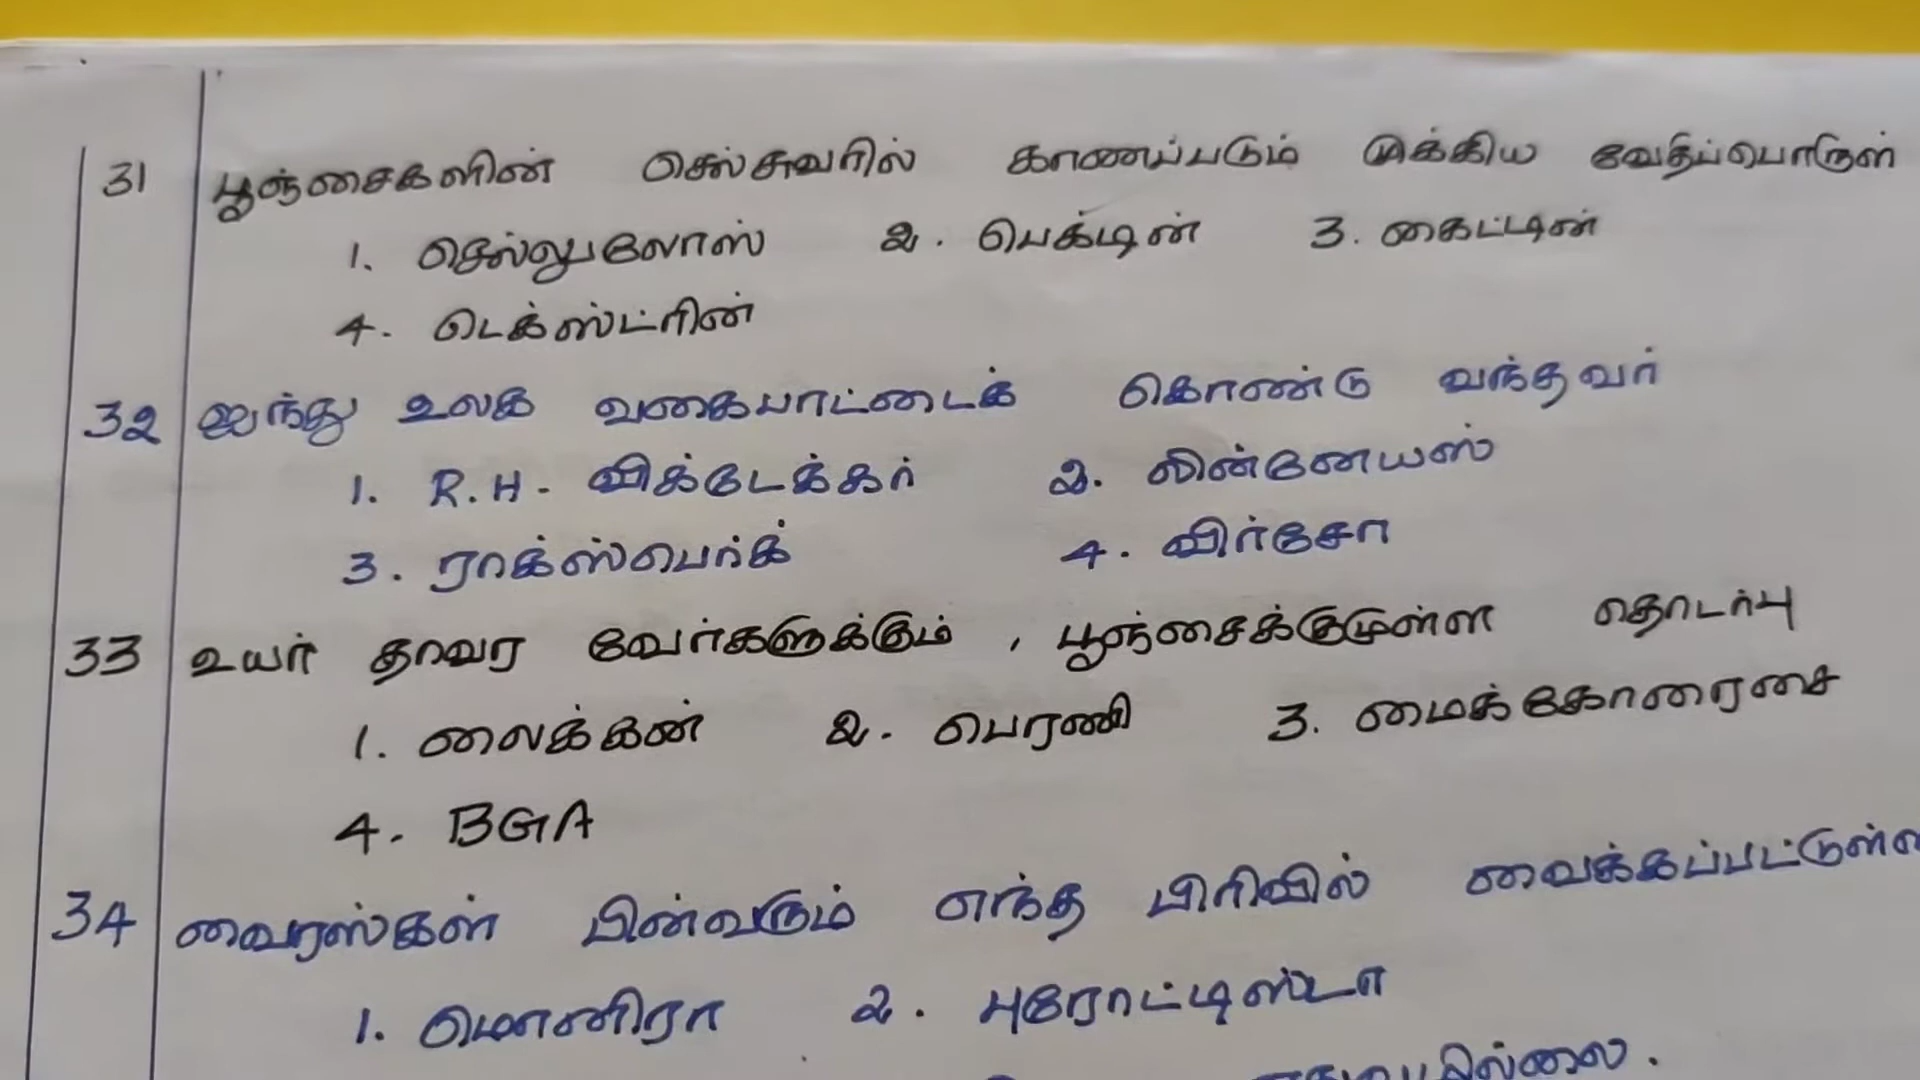 31 பூஞ்சைகளின் செல்சுவரில் காணப்படும் முக்கிய வேதிப்பொருள்
1. செல்லுலோஸ் 2. பெக்டின் 3. கைட்டின்
4. டெக்ஸ்ட்ரின்
32 ஐந்து உலக வகையாட்டைக் கொண்டு வந்தவர்
1. R.H. விக்டேக்கர் 2. லின்னேயஸ்
3. ராக்ஸ்பெர்க் 4. விர்சோ
33 உயர் தாவர வேர்களுக்கும், பூஞ்சைக்குமுள்ள தொடர்பு
1. லைக்கன் 2. பெரணி 3. மைக்கோரைசை
4. BGA
34 வைரஸ்கள் பின்வரும் எந்த பிரிவில் வைக்கப்பட்டுள்ள
1. மொனிரா 2. புரோட்டிஸ்டா